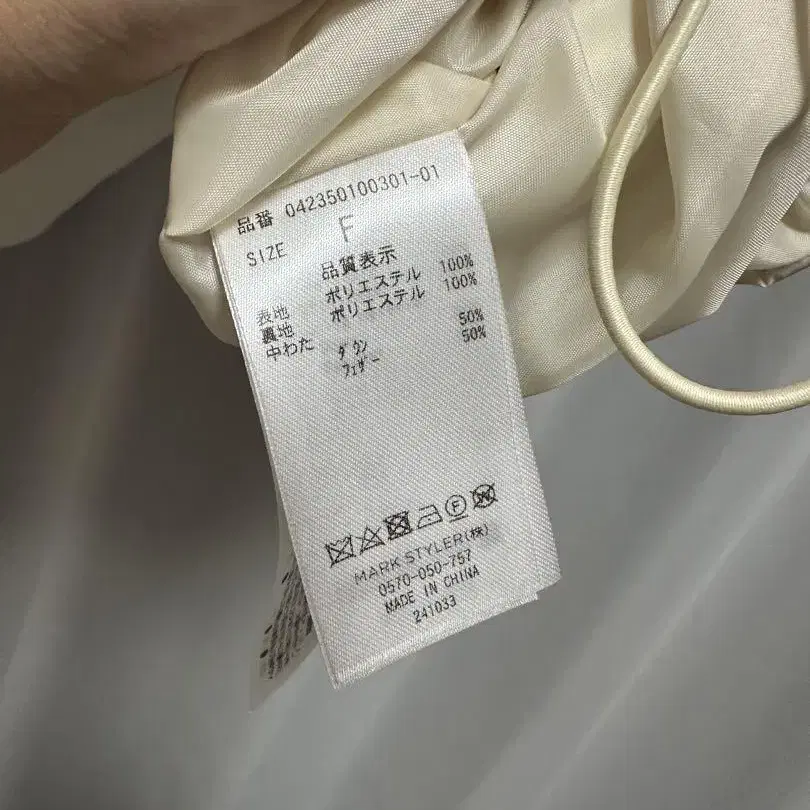 品番 042350100301-01
SIZE F
品質表示
表地 ポリエステル 100%
裏地 ポリエステル 100%
中わた ダウン 50%
フェザー 50%
MARK STYLER(株)
0570-050-757
MADE IN CHINA
241033